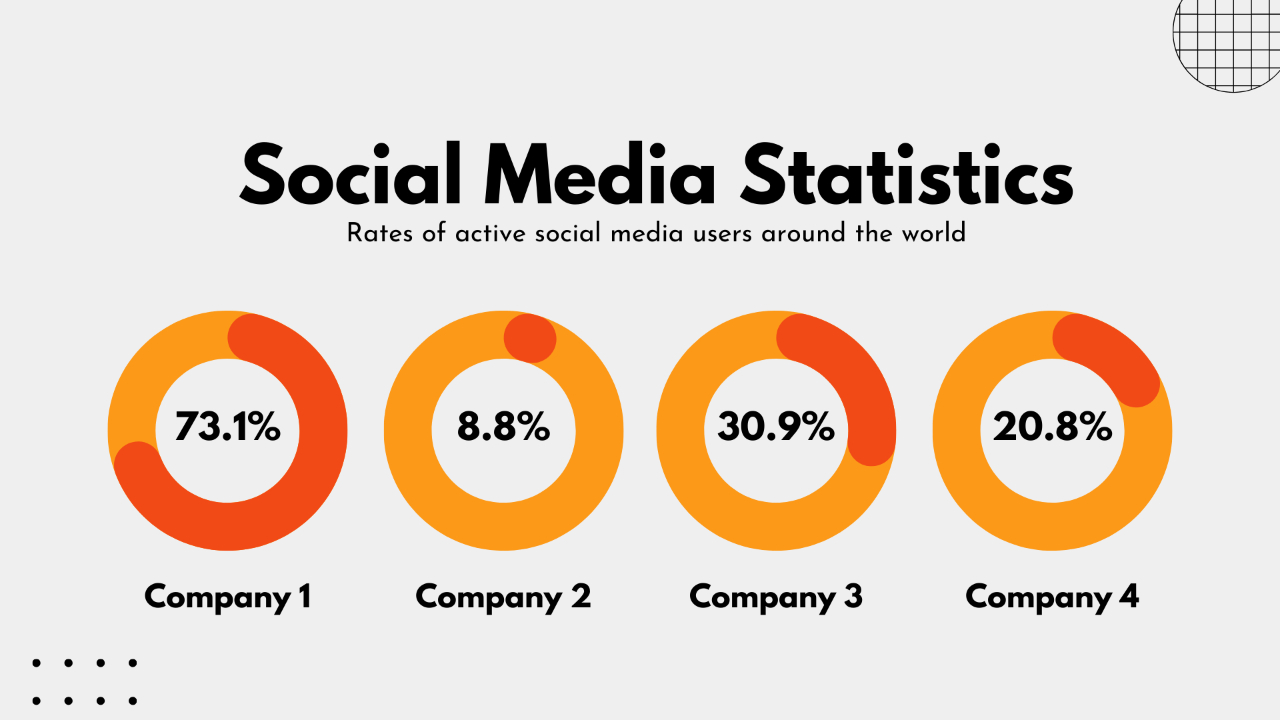 Social Media Statistics
Rates of active social media users around the world
73.1%
8.8%
30.9%
20.8%
Company 1
Company 2
Company 3
Company 4